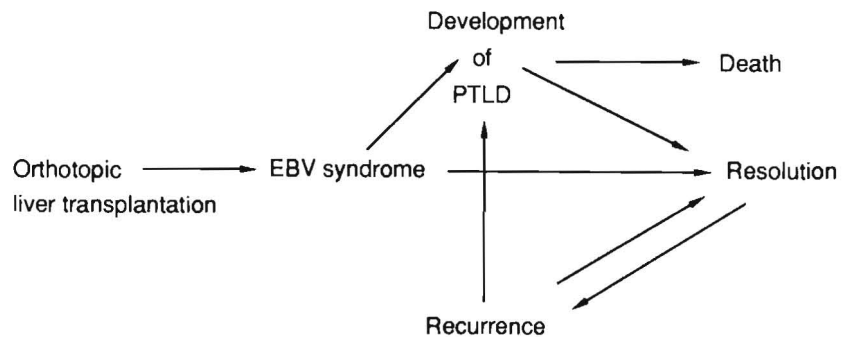 Development
of
PTLD
Death
Orthotopic
liver transplantation
EBV syndrome
Resolution
Recurrence